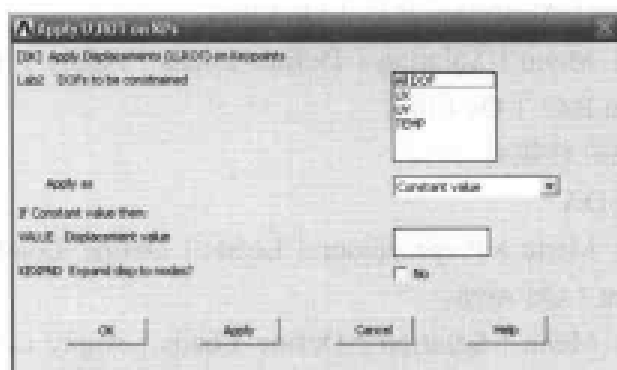 Apply U,ROT on KPs
[DK] Apply Displacements (U,ROT) on Keypoints
Lab2 DOFs to be constrained
All DOF
UX
UY
TEMP
Apply as
Constant value
If Constant value then:
VALUE Displacement value
KEXPND Expand disp to nodes?
No
OK
Apply
Cancel
Help